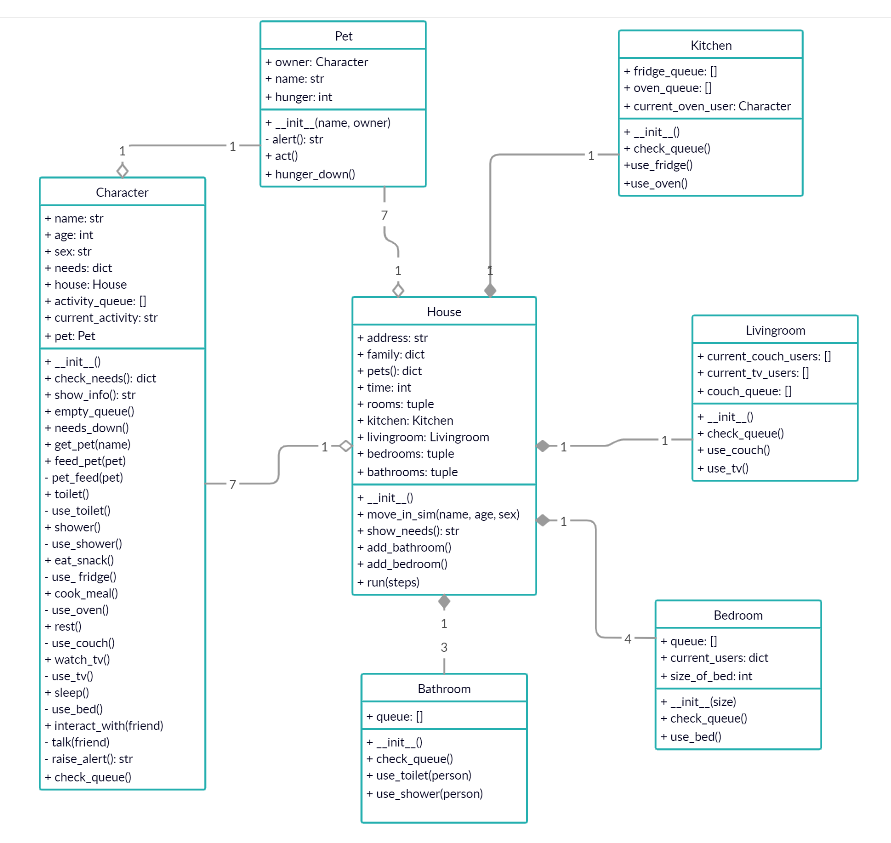 Pet
+ owner: Character
+ name: str
+ hunger: int
+ __init__(name, owner)
- alert(): str
+ act()
+ hunger_down()
Kitchen
+ fridge_queue: []
+ oven_queue: []
+ current_oven_user: Character
+ __init__()
+ check_queue()
+use_fridge()
+use_oven()
1
1
1
7
1
1
Character
+ name: str
+ age: int
+ sex: str
+ needs: dict
+ house: House
+ activity_queue: []
+ current_activity: str
+ pet: Pet
+ __init__()
+ check_needs(): dict
+ show_info(): str
+ empty_queue()
+ needs_down()
+ get_pet(name)
+ feed_pet(pet)
- pet_feed(pet)
+ toilet()
- use_toilet()
+ shower()
- use_shower()
+ eat_snack()
- use_ fridge()
+ cook_meal()
- use_oven()
+ rest()
- use_couch()
+ watch_tv()
- use_tv()
+ sleep()
- use_bed()
+ interact_with(friend)
- talk(friend)
- raise_alert(): str
+ check_queue()
House
+ address: str
+ family: dict
+ pets(): dict
+ time: int
+ rooms: tuple
+ kitchen: Kitchen
+ livingroom: Livingroom
+ bedrooms: tuple
+ bathrooms: tuple
+ __init__()
+ move_in_sim(name, age, sex)
+ show_needs(): str
+ add_bathroom()
+ add_bedroom()
+ run(steps)
Livingroom
+ current_couch_users: []
+ current_tv_users: []
+ couch_queue: []
+ __init__()
+ check_queue()
+ use_couch()
+ use_tv()
1
7
1
1
1
4
1
3
Bedroom
+ queue: []
+ current_users: dict
+ size_of_bed: int
+ __init__(size)
+ check_queue()
+ use_bed()
Bathroom
+ queue: []
+ __init__()
+ check_queue()
+ use_toilet(person)
+ use_shower(person)